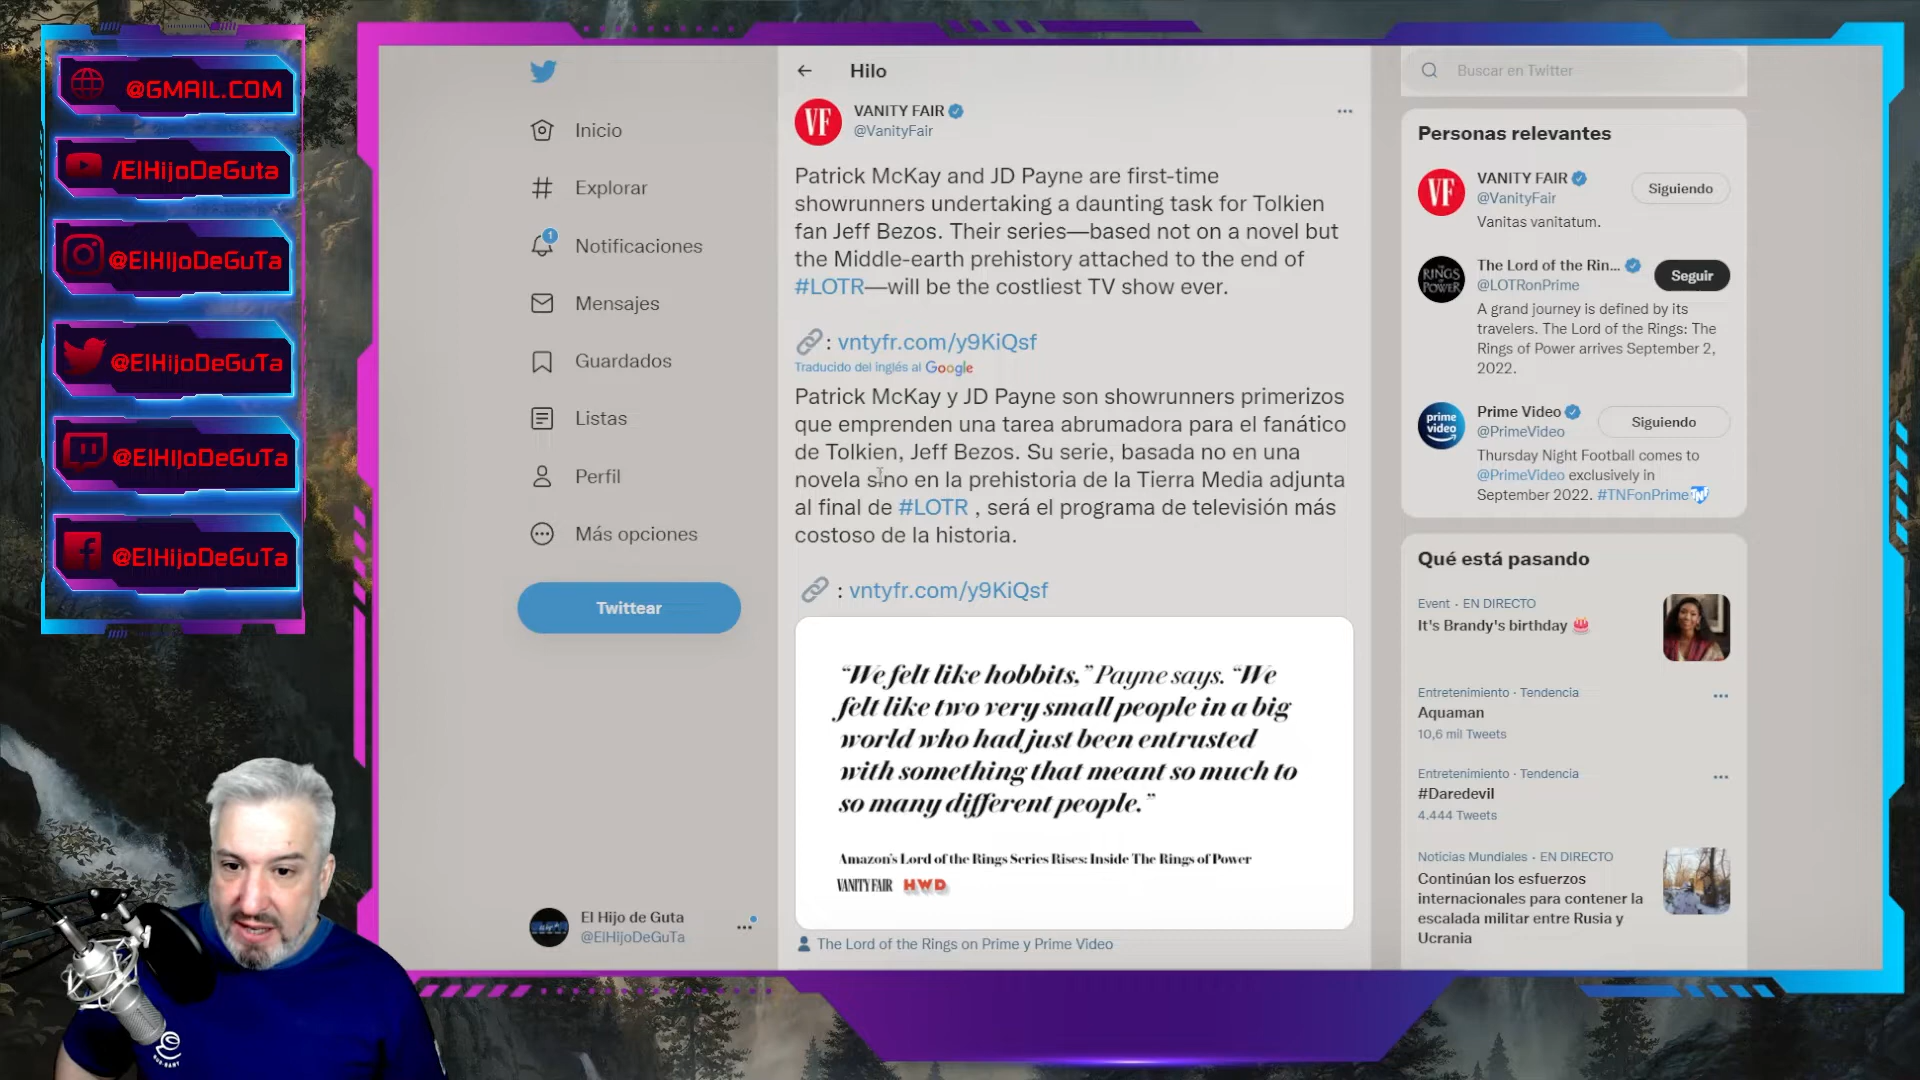 @GMAIL.COM
/ElHijoDeGuta
@ElHIjoDeGuTa
@ElHIjoDeGuTa
@ElHIjoDeGuTa
@ElHIjoDeGuTa
Inicio
Explorar
1
Notificaciones
Mensajes
Guardados
Listas
Perfil
Más opciones
Twittear
El Hijo de Guta
@ElHIjoDeGuTa
Hilo
VF
VANITY FAIR
@VanityFair
Patrick McKay and JD Payne are first-time
showrunners undertaking a daunting task for Tolkien
fan Jeff Bezos. Their series—based not on a novel but
the Middle-earth prehistory attached to the end of
#LOTR—will be the costliest TV show ever.
: vntyfr.com/y9KiQsf
Traducido del inglés al Google
Patrick McKay y JD Payne son showrunners primerizos
que emprenden una tarea abrumadora para el fanático
de Tolkien, Jeff Bezos. Su serie, basada no en una
novela sino en la prehistoria de la Tierra Media adjunta
al final de #LOTR , será el programa de televisión más
costoso de la historia.
: vntyfr.com/y9KiQsf
“We felt like hobbits,” Payne says. “We
felt like two very small people in a big
world who had just been entrusted
with something that meant so much to
so many different people.”
Amazon's Lord of the Rings Series Rises: Inside The Rings of Power
VANITY FAIR HWD
The Lord of the Rings on Prime y Prime Video
Buscar en Twitter
Personas relevantes
VF
VANITY FAIR
@VanityFair
Siguiendo
Vanitas vanitatum.
RINGS
POWER
The Lord of the Rin...
@LOTRonPrime
Seguir
A grand journey is defined by its
travelers. The Lord of the Rings: The
Rings of Power arrives September 2,
2022.
prime
video
Prime Video
@PrimeVideo
Siguiendo
Thursday Night Football comes to
@PrimeVideo exclusively in
September 2022. #TNFonPrime
Qué está pasando
Event · EN DIRECTO
It's Brandy's birthday
Entretenimiento · Tendencia
Aquaman
10,6 mil Tweets
Entretenimiento · Tendencia
#Daredevil
4.444 Tweets
Noticias Mundiales · EN DIRECTO
Continúan los esfuerzos
internacionales para contener la
escalada militar entre Rusia y
Ucrania